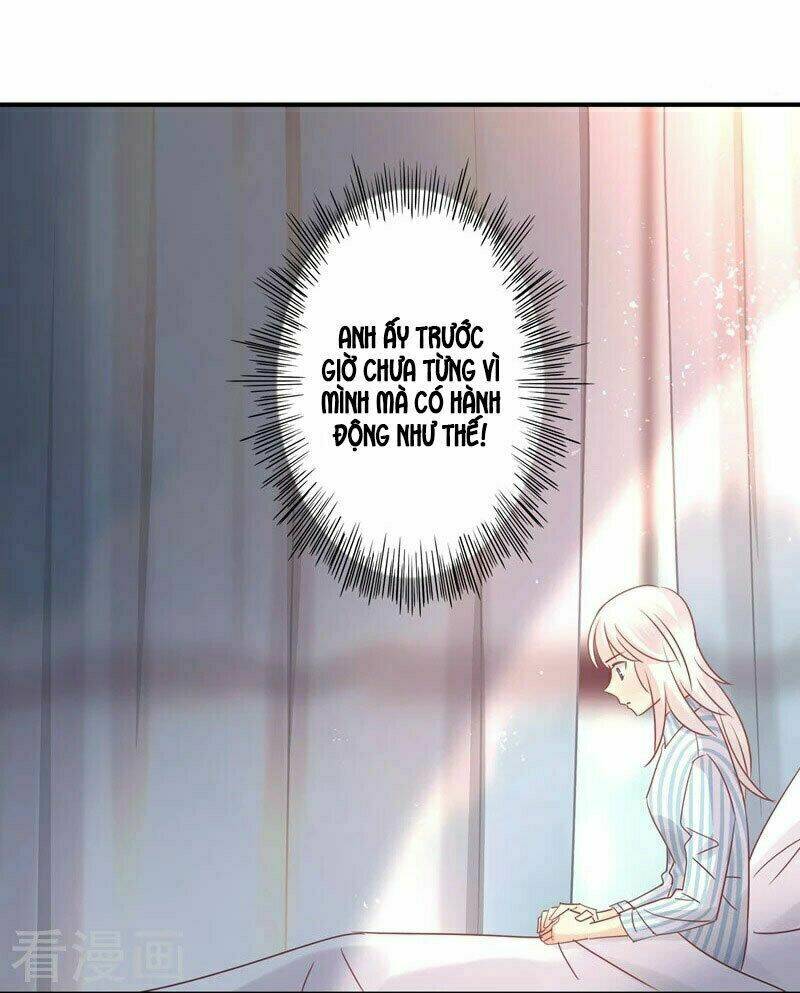 ANH ẤY TRƯỚC
GIỜ CHƯA TỪNG VÌ
MÌNH MÀ CÓ HÀNH
ĐỘNG NHƯ THẾ!
看漫画